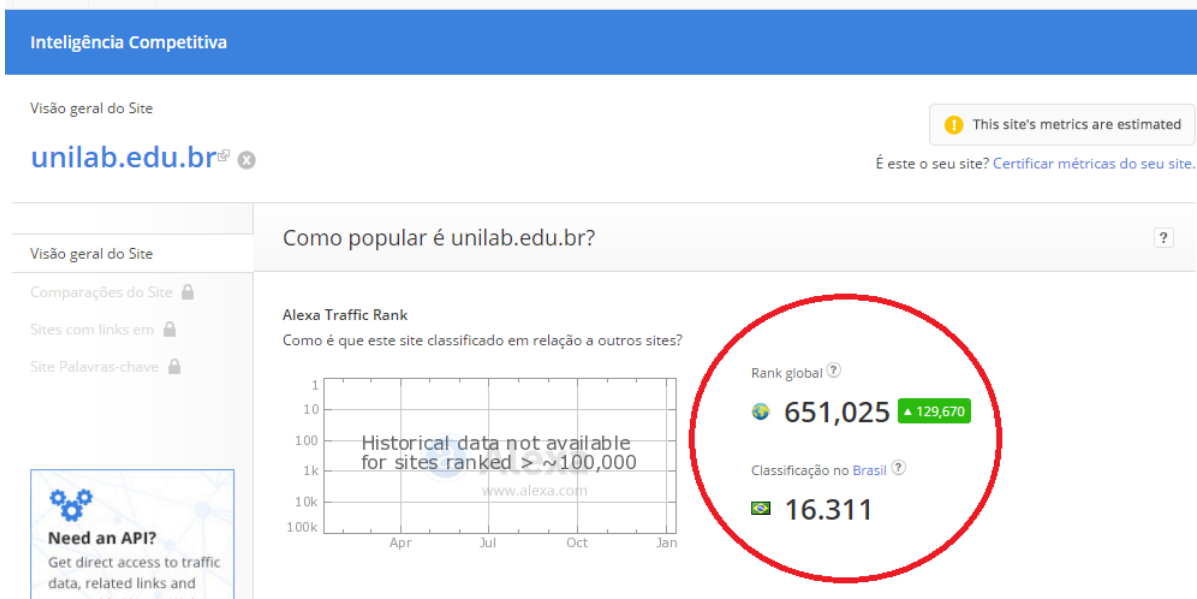 Inteligência Competitiva
Visão geral do Site
This site's metrics are estimated
unilab.edu.br
É este o seu site? Certificar métricas do seu site.
Visão geral do Site
Comparações do Site
Sites com links em
Site Palavras-chave
Como popular é unilab.edu.br?
?
Alexa Traffic Rank
Como é que este site classificado em relação a outros sites?
1
10
100
1k
10k
100k
Historical data not available
for sites ranked > ~100,000
Alexa
www.alexa.com
Apr Jul Oct Jan
Rank global ?
651,025 129,670
Classificação no Brasil ?
16.311
Need an API?
Get direct access to traffic
data, related links and